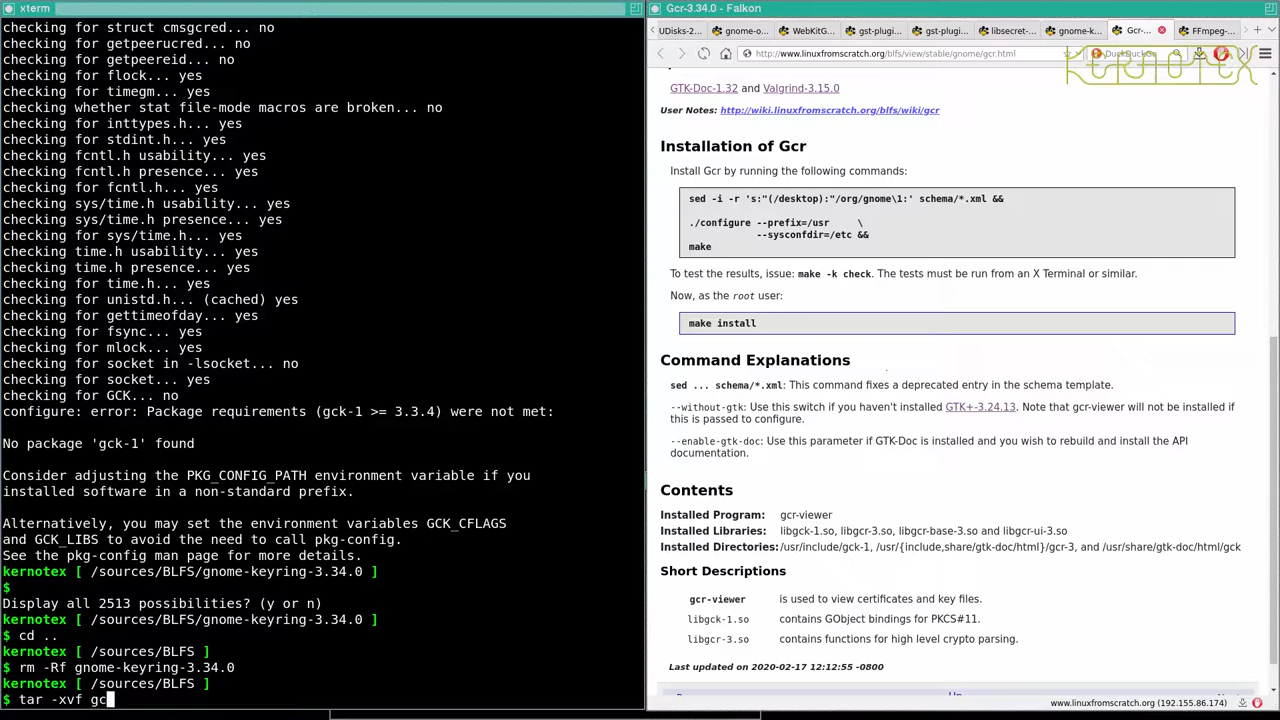 xterm
checking for struct cmsgcred... no
checking for getpeerucred... no
checking for getpeereid... no
checking for flock... yes
checking for timegm... yes
checking whether stat file-mode macros are broken... no
checking for inttypes.h... yes
checking for stdint.h... yes
checking fcntl.h usability... yes
checking fcntl.h presence... yes
checking for fcntl.h... yes
checking sys/time.h usability... yes
checking sys/time.h presence... yes
checking for sys/time.h... yes
checking time.h usability... yes
checking time.h presence... yes
checking for time.h... yes
checking for unistd.h... (cached) yes
checking for gettimeofday... yes
checking for fsync... yes
checking for mlock... yes
checking for socket in -lsocket... no
checking for socket... yes
checking for GCK... no
configure: error: Package requirements (gck-1 >= 3.3.4) were not met:
No package 'gck-1' found
Consider adjusting the PKG_CONFIG_PATH environment variable if you
installed software in a non-standard prefix.
Alternatively, you may set the environment variables GCK_CFLAGS
and GCK_LIBS to avoid the need to call pkg-config.
See the pkg-config man page for more details.
kernotex [ /sources/BLFS/gnome-keyring-3.34.0 ]
$
Display all 2513 possibilities? (y or n)
kernotex [ /sources/BLFS/gnome-keyring-3.34.0 ]
$ cd ..
kernotex [ /sources/BLFS ]
$ rm -Rf gnome-keyring-3.34.0
kernotex [ /sources/BLFS ]
$ tar -xvf gc
Gcr-3.34.0 - Falkon
UDisks-2... gnome-o... WebKitG... gst-plugi... gst-plugi... libsecret-... gnome-k... Gcr-... FFmpeg-...
http://www.linuxfromscratch.org/blfs/view/stable/gnome/gcr.html
DuckDuckGo
KERNOTEX
GTK-Doc-1.32 and Valgrind-3.15.0
User Notes: http://wiki.linuxfromscratch.org/blfs/wiki/gcr
Installation of Gcr
Install Gcr by running the following commands:
sed -i -r 's:"(/desktop):"/org/gnome\1:' schema/*.xml &&
./configure --prefix=/usr \
--sysconfdir=/etc &&
make
To test the results, issue: make -k check. The tests must be run from an X Terminal or similar.
Now, as the root user:
make install
Command Explanations
sed ... schema/*.xml: This command fixes a deprecated entry in the schema template.
--without-gtk: Use this switch if you haven't installed GTK+-3.24.13. Note that gcr-viewer will not be installed if
this is passed to configure.
--enable-gtk-doc: Use this parameter if GTK-Doc is installed and you wish to rebuild and install the API
documentation.
Contents
Installed Program: gcr-viewer
Installed Libraries: libgck-1.so, libgcr-3.so, libgcr-base-3.so and libgcr-ui-3.so
Installed Directories: /usr/include/gck-1, /usr/{include,share/gtk-doc/html}/gcr-3, and /usr/share/gtk-doc/html/gck
Short Descriptions
gcr-viewer is used to view certificates and key files.
libgck-1.so contains GObject bindings for PKCS#11.
libgcr-3.so contains functions for high level crypto parsing.
Last updated on 2020-02-17 12:12:55 -0800
www.linuxfromscratch.org (192.155.86.174)